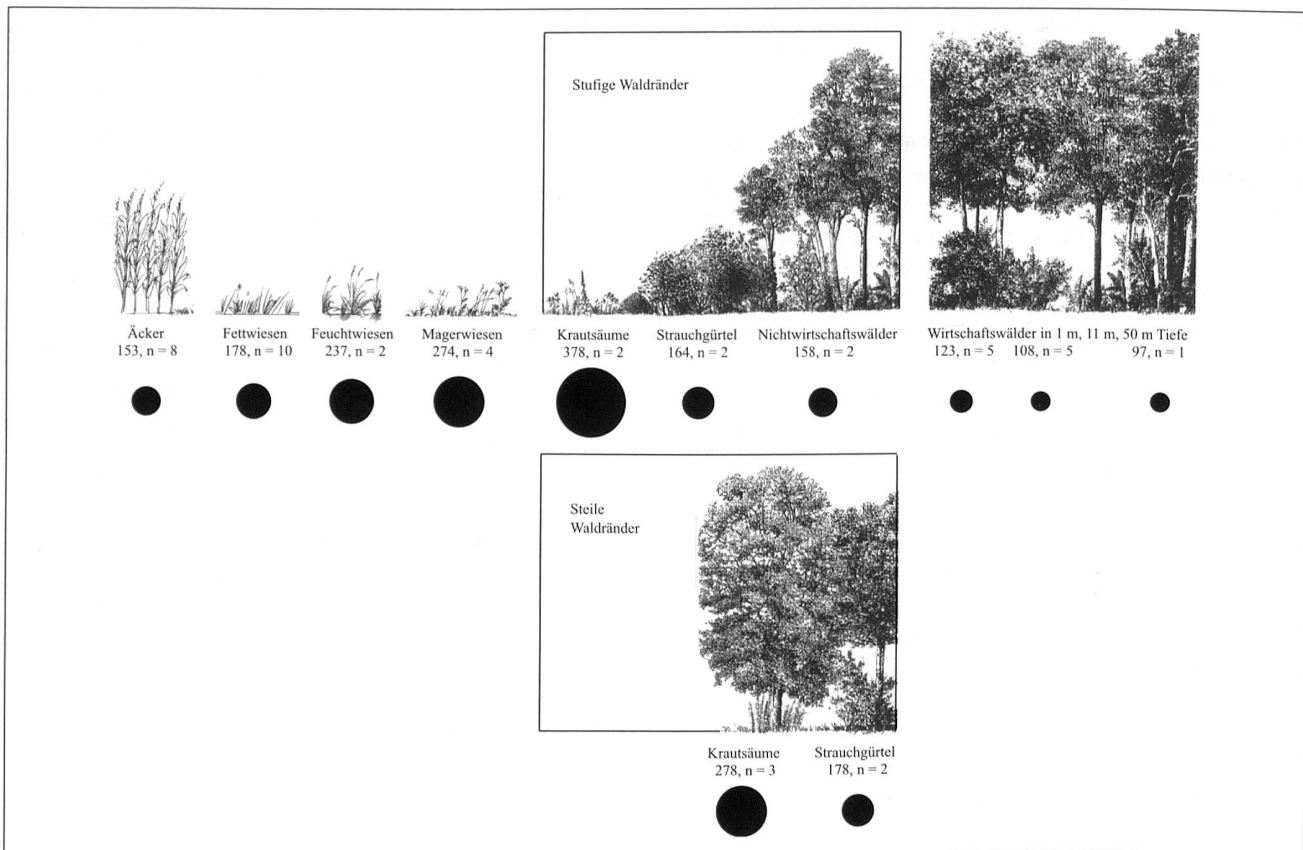 Stufige Waldränder
Äcker
153, n = 8
Fettwiesen
178, n = 10
Feuchtwiesen
237, n = 2
Magerwiesen
274, n = 4
Krautsäume
378, n = 2
Strauchgürtel
164, n = 2
Nichtwirtschaftswälder
158, n = 2
Wirtschaftswälder in 1 m, 11 m, 50 m Tiefe
123, n = 5 108, n = 5 97, n = 1
Steile
Waldränder
Krautsäume
278, n = 3
Strauchgürtel
178, n = 2